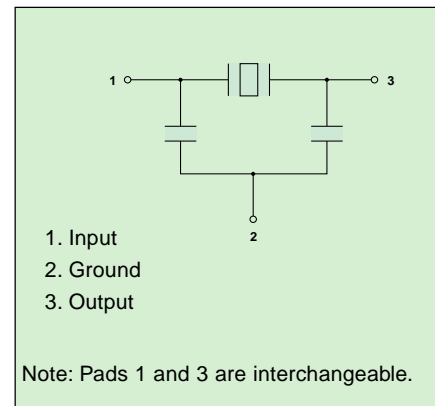 1
3
2
1. Input
2. Ground
3. Output
Note: Pads 1 and 3 are interchangeable.